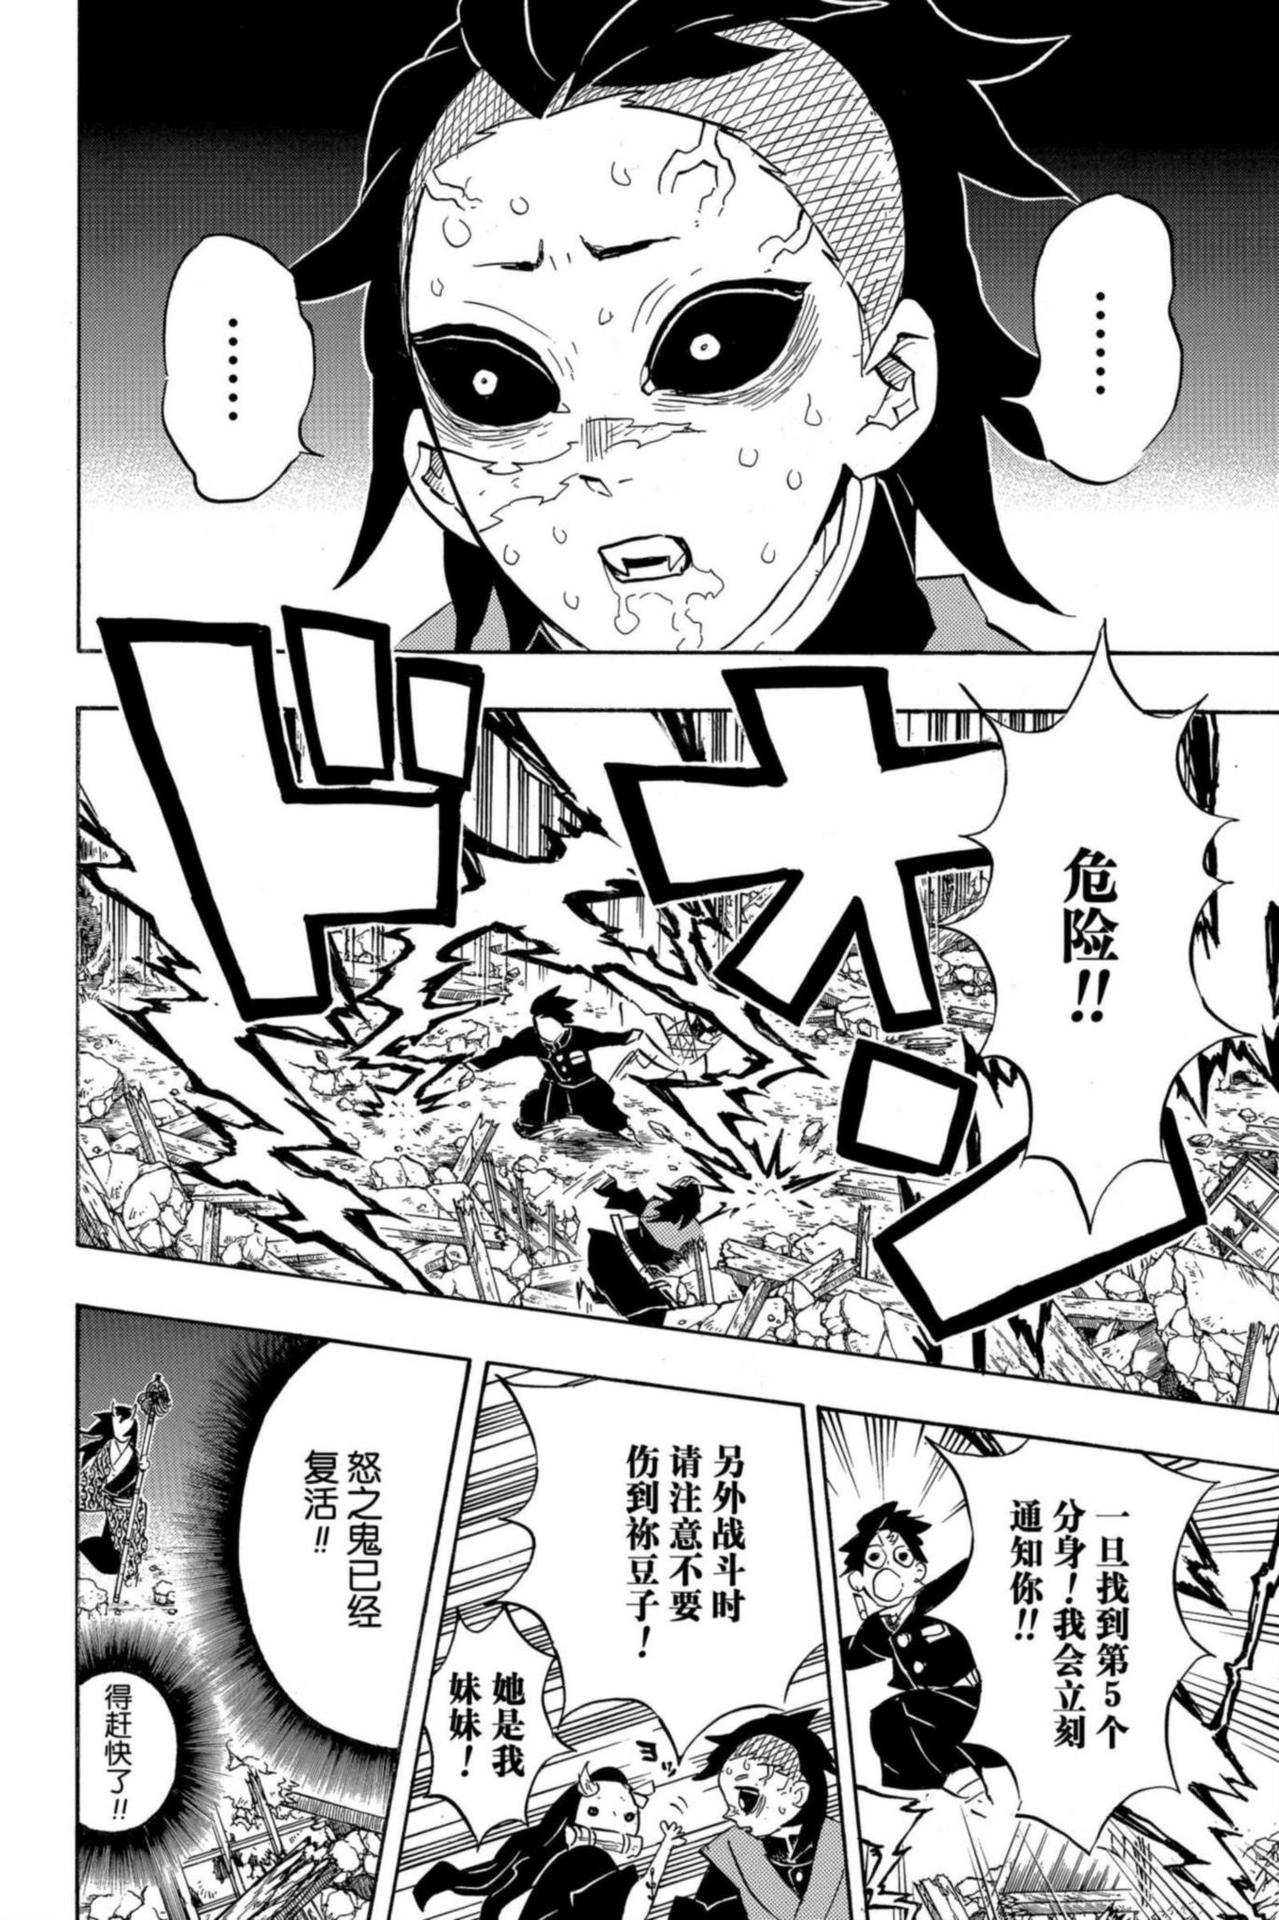 ……
……
危险!!
ドオン
一旦找到第5个
分身！我会立刻
通知你!!
另外战斗时
请注意不要
伤到祢豆子！
她是我
妹妹！
ヨッ
怒之鬼已经
复活!!
得赶快了!!